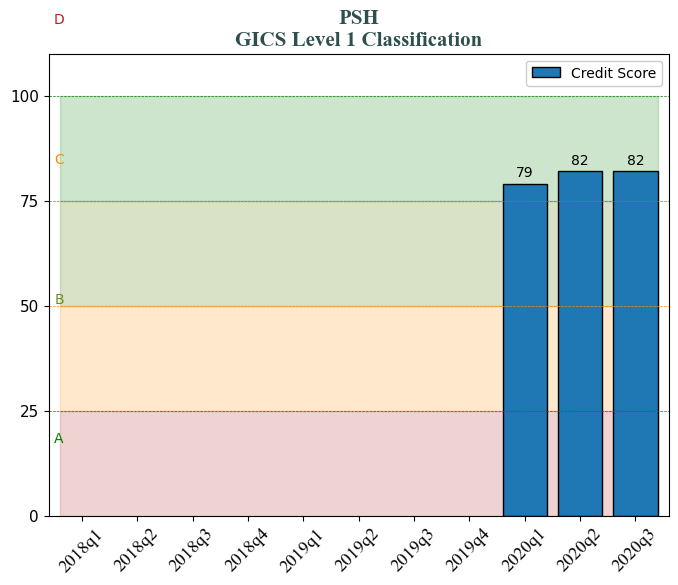 D
PSH
GICS Level 1 Classification
Credit Score
100
C
79
82
82
75
B
50
25
A
0
2018q1
2018q2
2018q3
2018q4
2019q1
2019q2
2019q3
2019q4
2020q1
2020q2
2020q3